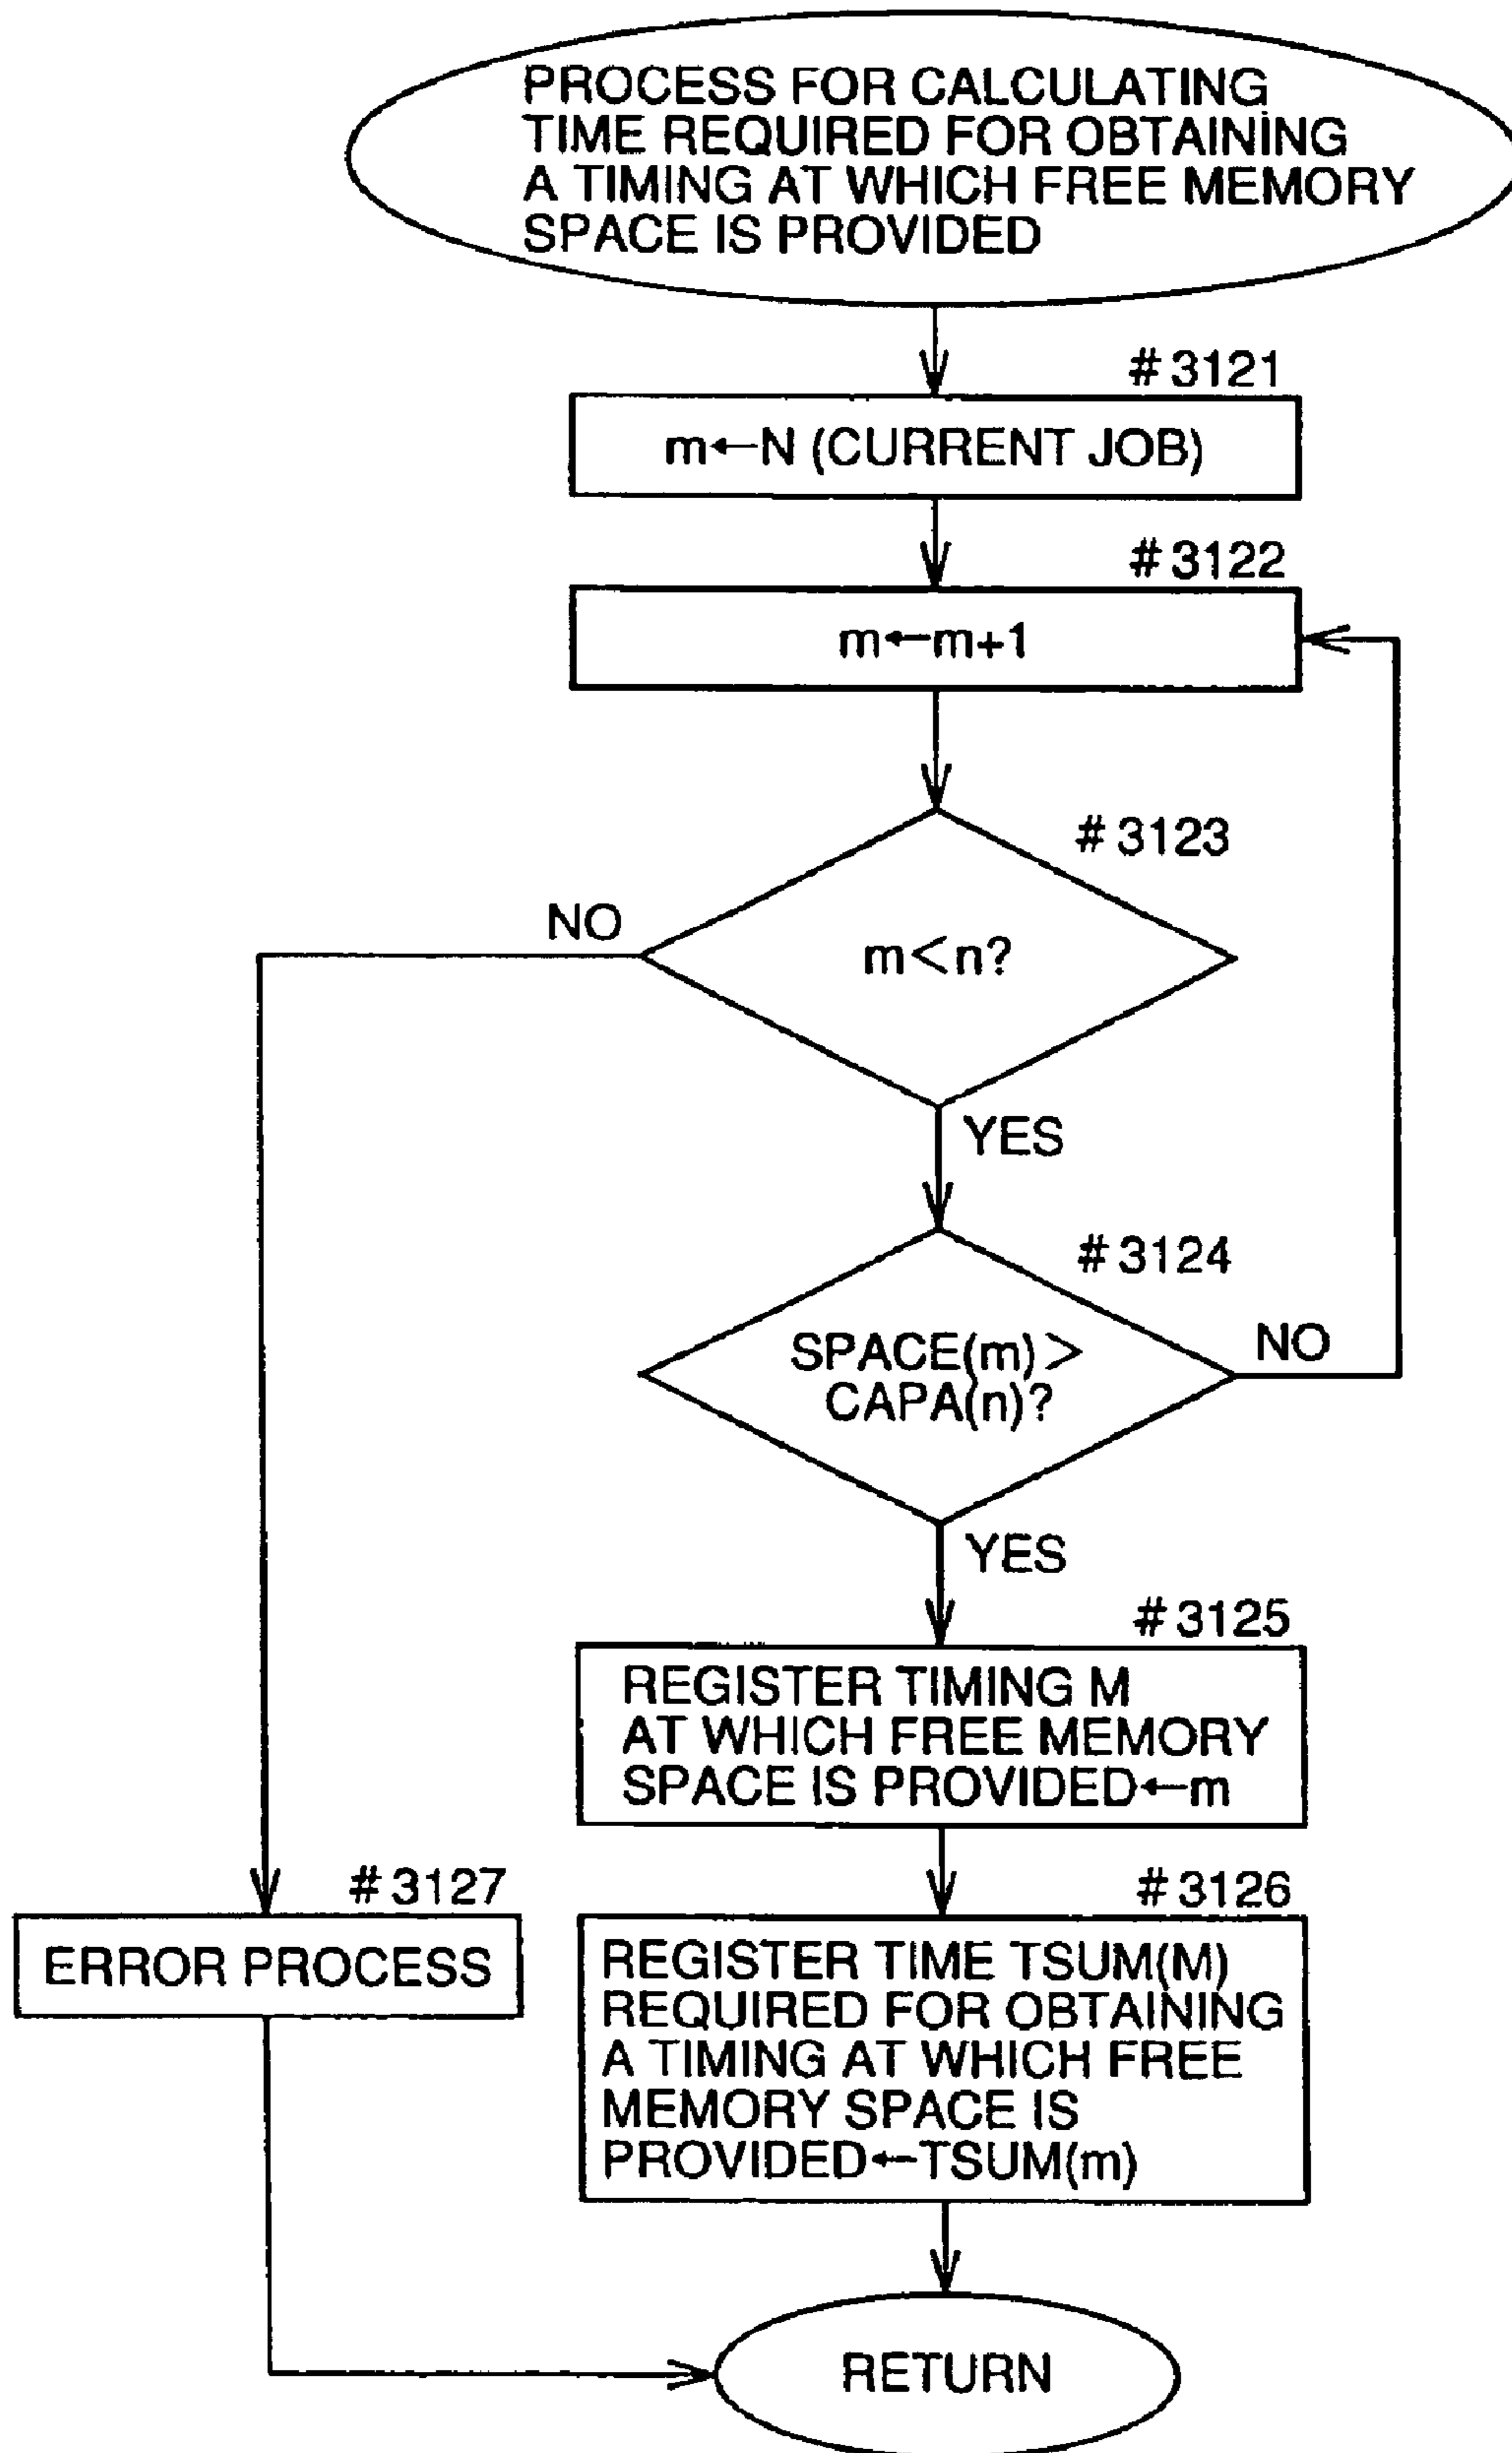 PROCESS FOR CALCULATING
TIME REQUIRED FOR OBTAINING
A TIMING AT WHICH FREE MEMORY
SPACE IS PROVIDED
#3121
m←N (CURRENT JOB)
#3122
m←m+1
#3123
NO
m<n?
YES
#3124
SPACE(m)>
CAPA(n)?
NO
YES
#3125
REGISTER TIMING M
AT WHICH FREE MEMORY
SPACE IS PROVIDED←m
#3127
ERROR PROCESS
#3126
REGISTER TIME TSUM(M)
REQUIRED FOR OBTAINING
A TIMING AT WHICH FREE
MEMORY SPACE IS
PROVIDED←TSUM(m)
RETURN